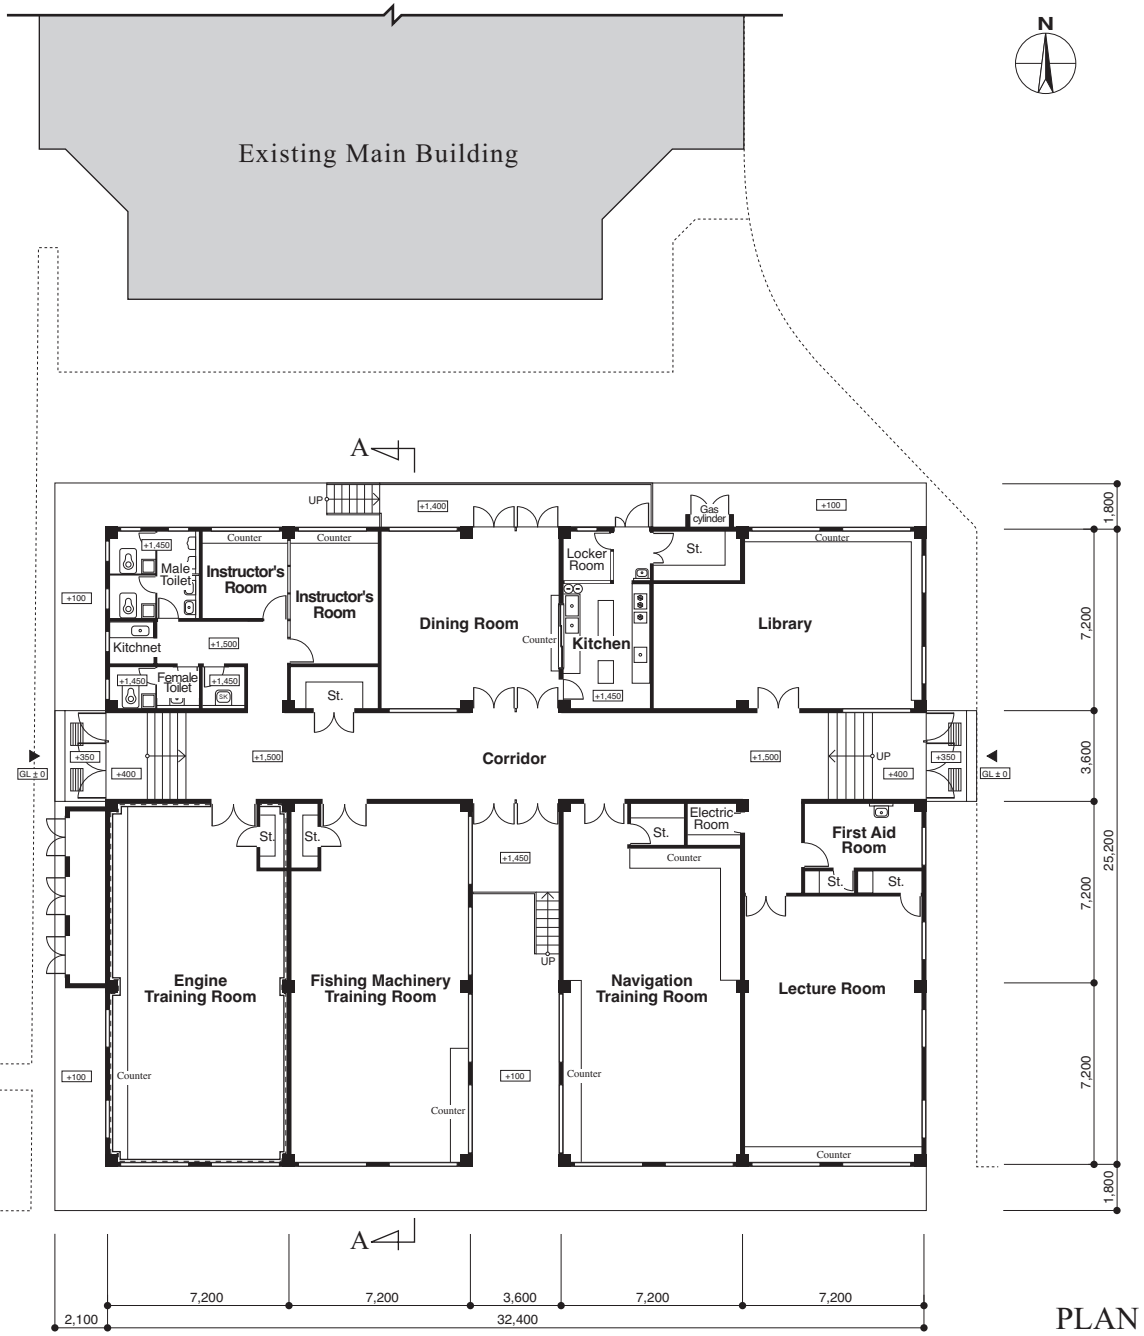 N
Existing Main Building
A
UP
+1,400
Gas
cylinder
+100
1,800
+1,450
Counter
Counter
Counter
Male
Toilet
Instructor's
Room
Instructor's
Room
Locker
Room
St.
+100
Dining Room
Counter
Kitchen
Library
7,200
Kitchnet
+1,500
+1,450
Female
Toilet
+1,450
SK
St.
+1,450
+350
GL ± 0
+400
+1,500
Corridor
+1,500
UP
+400
+350
GL ± 0
3,600
St.
St.
+1,450
St.
Electric
Room
Counter
First Aid
Room
St.
St.
25,200
7,200
UP
Engine
Training Room
Fishing Machinery
Training Room
Navigation
Training Room
Lecture Room
+100
Counter
Counter
+100
Counter
7,200
Counter
1,800
A
7,200
7,200
3,600
7,200
7,200
2,100
32,400
PLAN